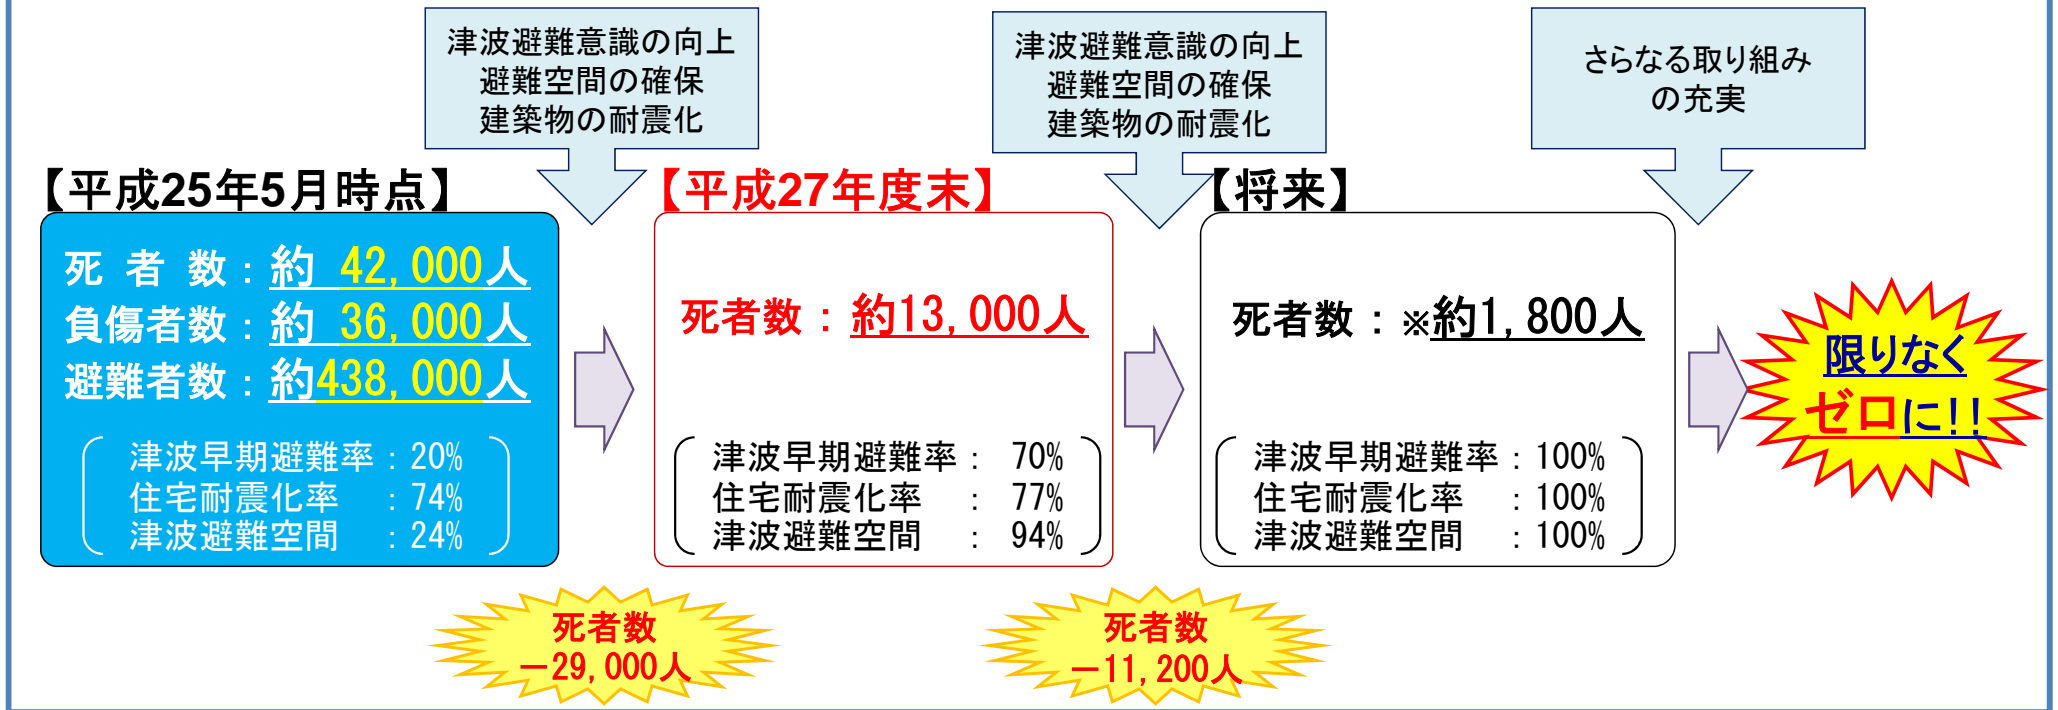 津波避難意識の向上
避難空間の確保
建築物の耐震化
津波避難意識の向上
避難空間の確保
建築物の耐震化
さらなる取り組み
の充実
【平成25年5月時点】
死 者 数：約 42,000人
負傷者数：約 36,000人
避難者数：約438,000人
津波早期避難率：20%
住宅耐震化率　：74%
津波避難空間　：24%
【平成27年度末】
死者数：約13,000人
津波早期避難率： 70%
住宅耐震化率　： 77%
津波避難空間　： 94%
【将来】
死者数：※約1,800人
津波早期避難率：100%
住宅耐震化率　：100%
津波避難空間　：100%
限りなく
ゼロに!!
死者数
－29,000人
死者数
－11,200人